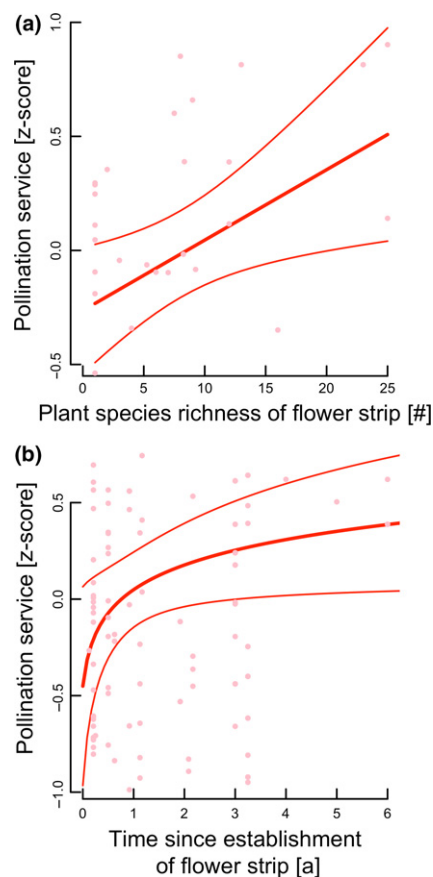 (a)
Pollination service [z-score]
1.0
0.5
0.0
−0.5
0 5 10 15 20 25
Plant species richness of flower strip [#]
(b)
Pollination service [z-score]
0.5
0.0
−0.5
−1.0
0 1 2 3 4 5 6
Time since establishment
of flower strip [a]